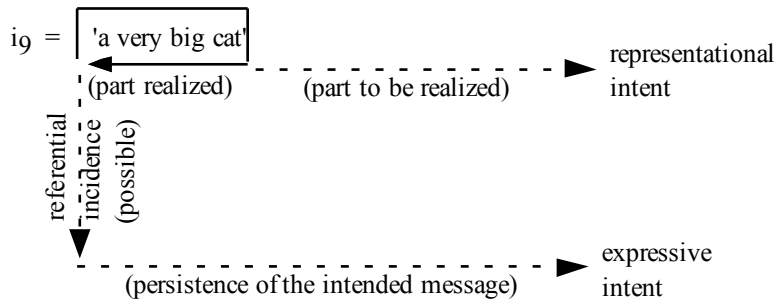 i9 = 'a very big cat'
(part realized)
(part to be realized)
representational
intent
referential
incidence
(possible)
(persistence of the intended message)
expressive
intent